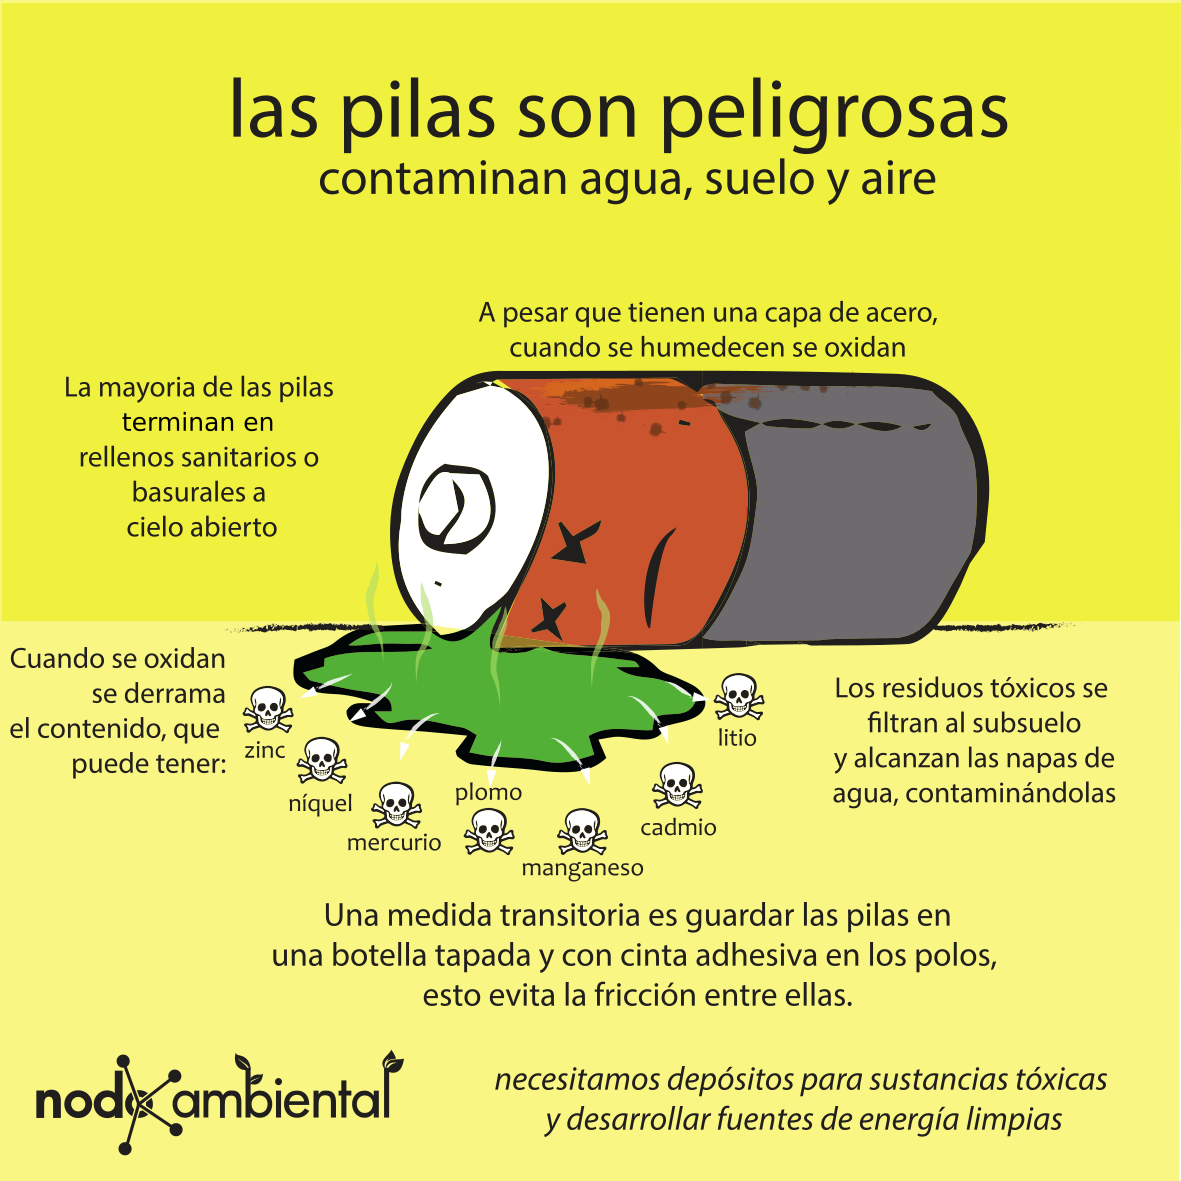 las pilas son peligrosas
contaminan agua, suelo y aire
A pesar que tienen una capa de acero,
cuando se humedecen se oxidan
La mayoria de las pilas
terminan en
rellenos sanitarios o
basurales a
cielo abierto
Cuando se oxidan
se derrama
el contenido, que
puede tener:
zinc
níquel
mercurio
plomo
manganeso
cadmio
litio
Los residuos tóxicos se
filtran al subsuelo
y alcanzan las napas de
agua, contaminándolas
Una medida transitoria es guardar las pilas en
una botella tapada y con cinta adhesiva en los polos,
esto evita la fricción entre ellas.
nodo ambiental
necesitamos depósitos para sustancias tóxicas
y desarrollar fuentes de energía limpias